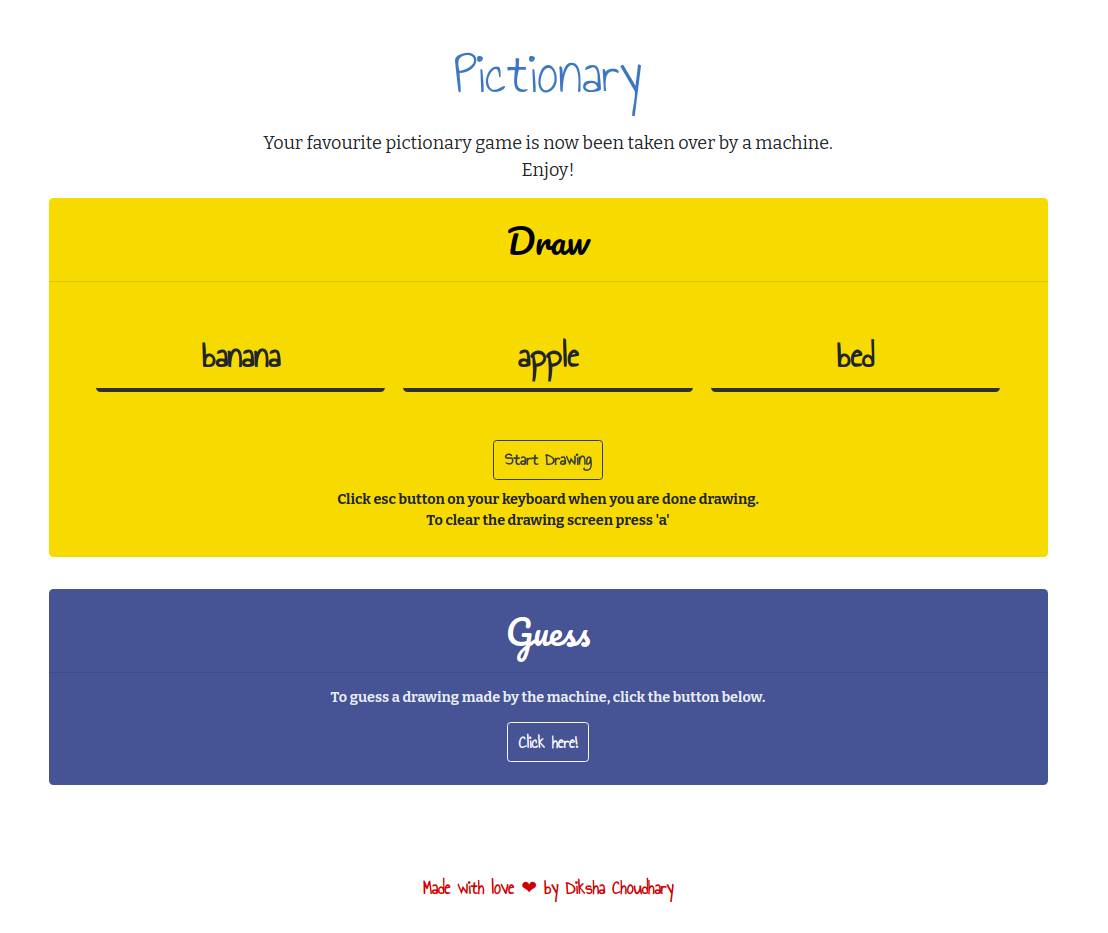 Pictionary
Your favourite pictionary game is now been taken over by a machine.
Enjoy!
Draw
banana apple bed
Start Drawing
Click esc button on your keyboard when you are done drawing.
To clear the drawing screen press 'a'
Guess
To guess a drawing made by the machine, click the button below.
Click here!
Made with love ❤ by Diksha Choudhary